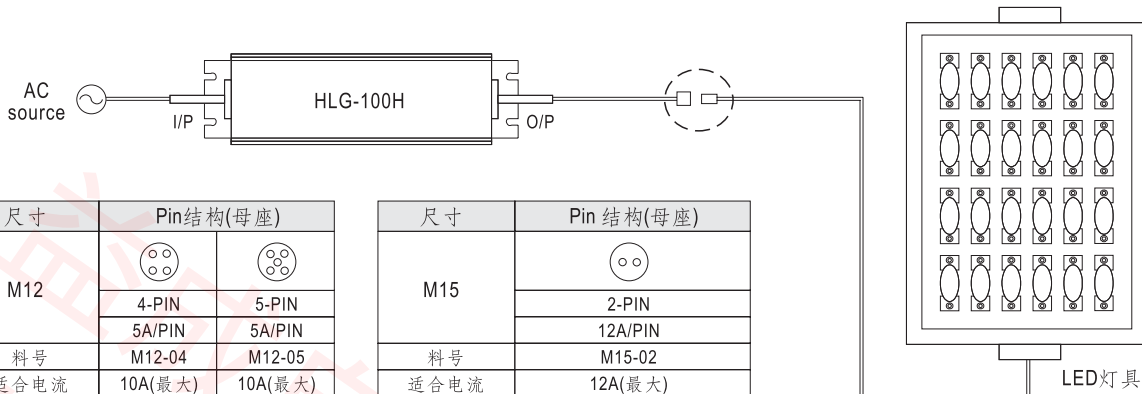 AC
source
I/P
HLG-100H
O/P
尺寸 Pin结构(母座)
M12
4-PIN 5-PIN
5A/PIN 5A/PIN
料号 M12-04 M12-05
适合电流 10A(最大) 10A(最大)
尺寸 Pin 结构(母座)
M15
2-PIN
12A/PIN
料号 M15-02
适合电流 12A(最大)
LED灯具